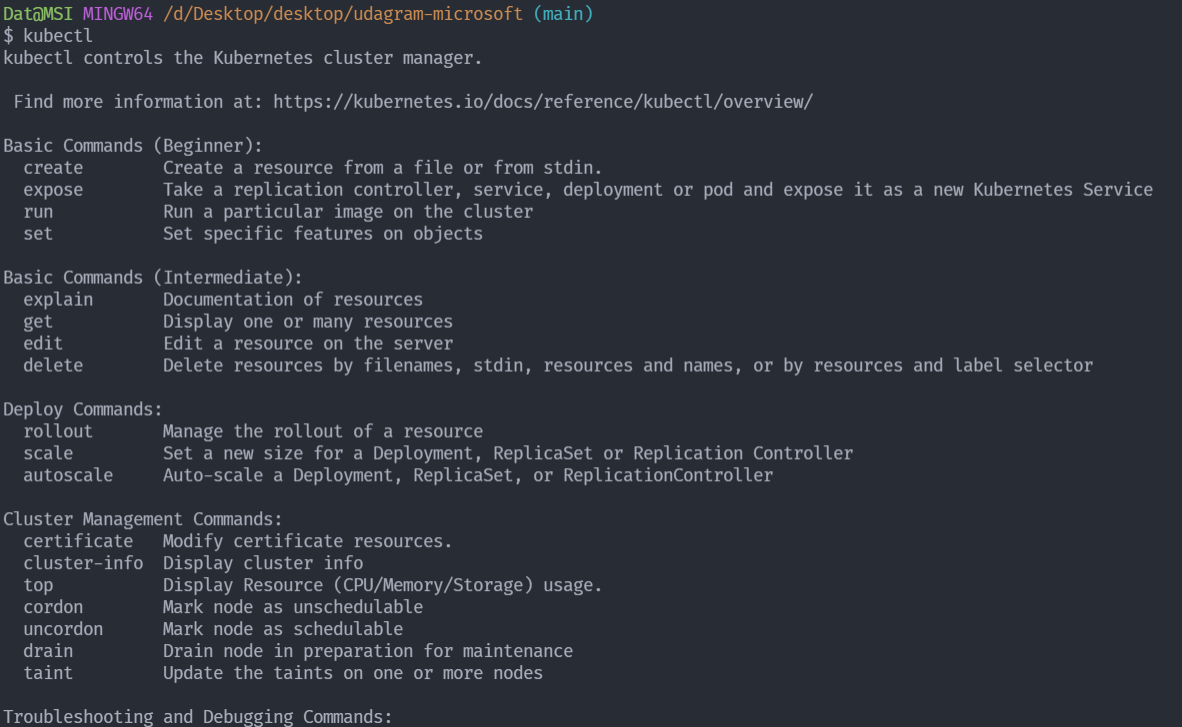 Dat@MSI MINGW64 /d/Desktop/desktop/udagram-microsoft (main)
$ kubectl
kubectl controls the Kubernetes cluster manager.
Find more information at: https://kubernetes.io/docs/reference/kubectl/overview/
Basic Commands (Beginner):
create Create a resource from a file or from stdin.
expose Take a replication controller, service, deployment or pod and expose it as a new Kubernetes Service
run Run a particular image on the cluster
set Set specific features on objects
Basic Commands (Intermediate):
explain Documentation of resources
get Display one or many resources
edit Edit a resource on the server
delete Delete resources by filenames, stdin, resources and names, or by resources and label selector
Deploy Commands:
rollout Manage the rollout of a resource
scale Set a new size for a Deployment, ReplicaSet or Replication Controller
autoscale Auto-scale a Deployment, ReplicaSet, or ReplicationController
Cluster Management Commands:
certificate Modify certificate resources.
cluster-info Display cluster info
top Display Resource (CPU/Memory/Storage) usage.
cordon Mark node as unschedulable
uncordon Mark node as schedulable
drain Drain node in preparation for maintenance
taint Update the taints on one or more nodes
Troubleshooting and Debugging Commands: